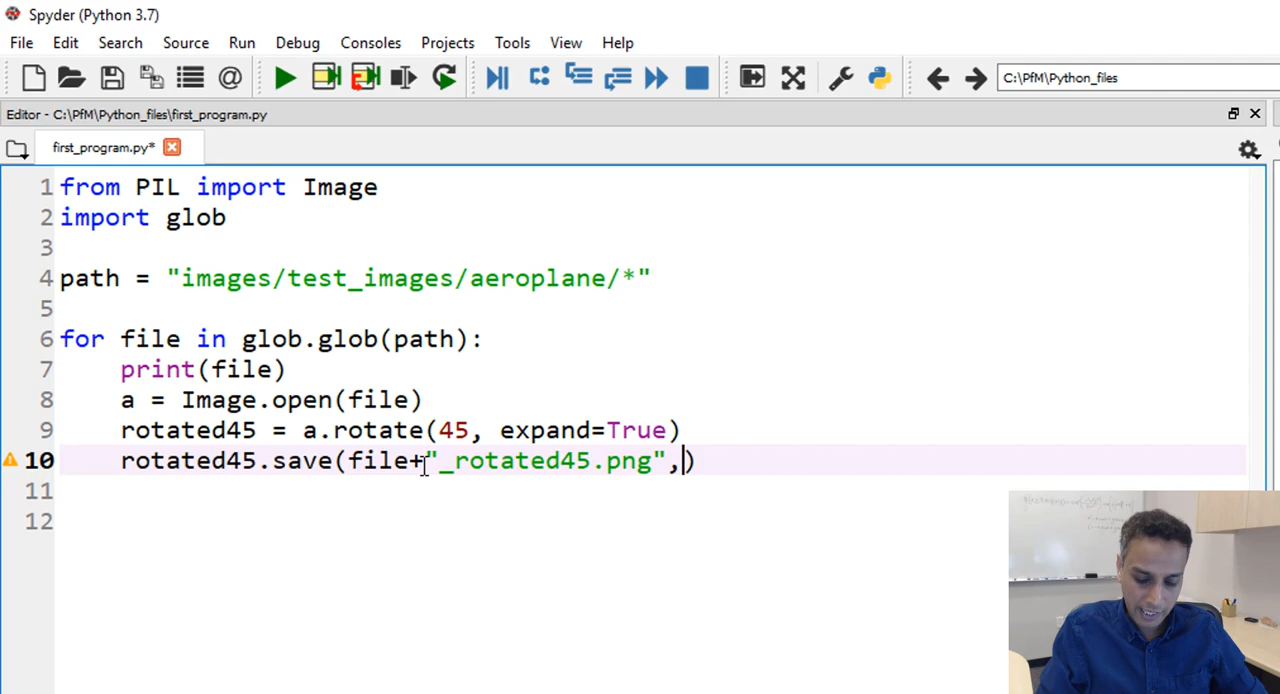 Spyder (Python 3.7)
File Edit Search Source Run Debug Consoles Projects Tools View Help
C:\PfM\Python_files
Editor - C:\PfM\Python_files\first_program.py
first_program.py*
1 from PIL import Image
2 import glob
3
4 path = "images/test_images/aeroplane/*"
5
6 for file in glob.glob(path):
7 print(file)
8 a = Image.open(file)
9 rotated45 = a.rotate(45, expand=True)
10 rotated45.save(file+"_rotated45.png",)
11
12